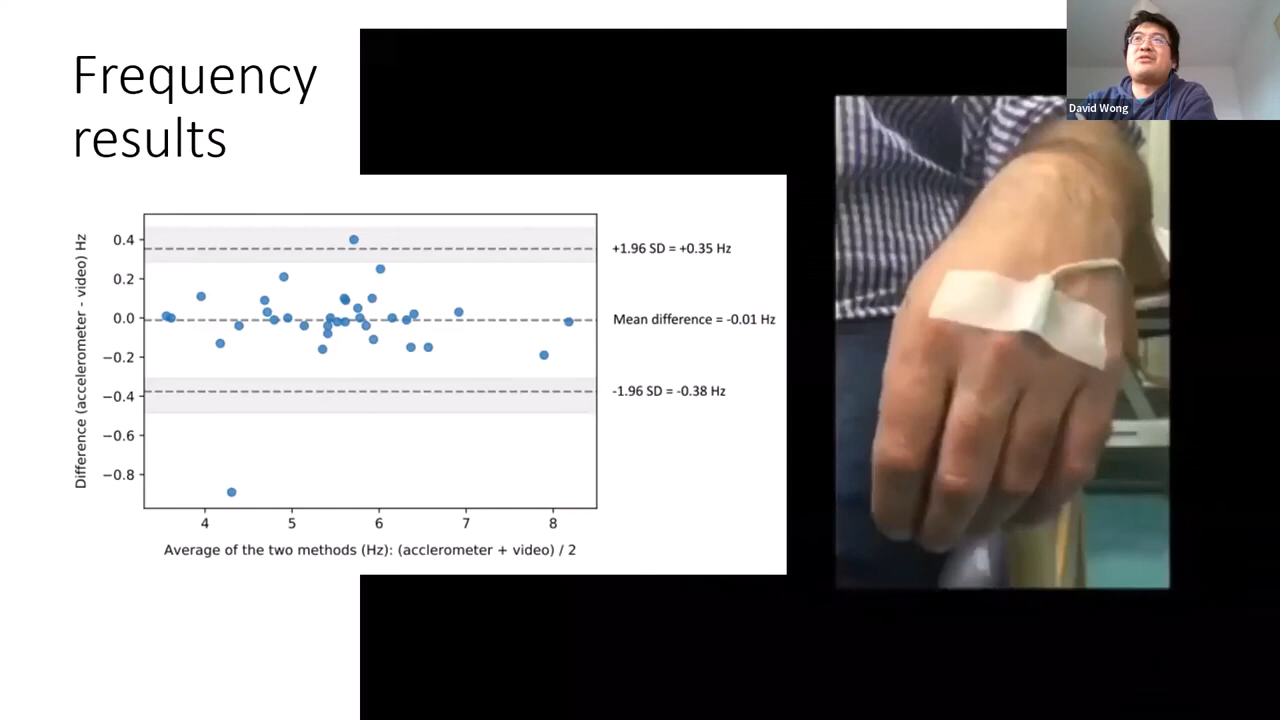 Frequency
results
David Wong
Difference (accelerometer - video) Hz
0.4
0.2
0.0
−0.2
−0.4
−0.6
−0.8
4 5 6 7 8
Average of the two methods (Hz): (acclerometer + video) / 2
+1.96 SD = +0.35 Hz
Mean difference = -0.01 Hz
-1.96 SD = -0.38 Hz